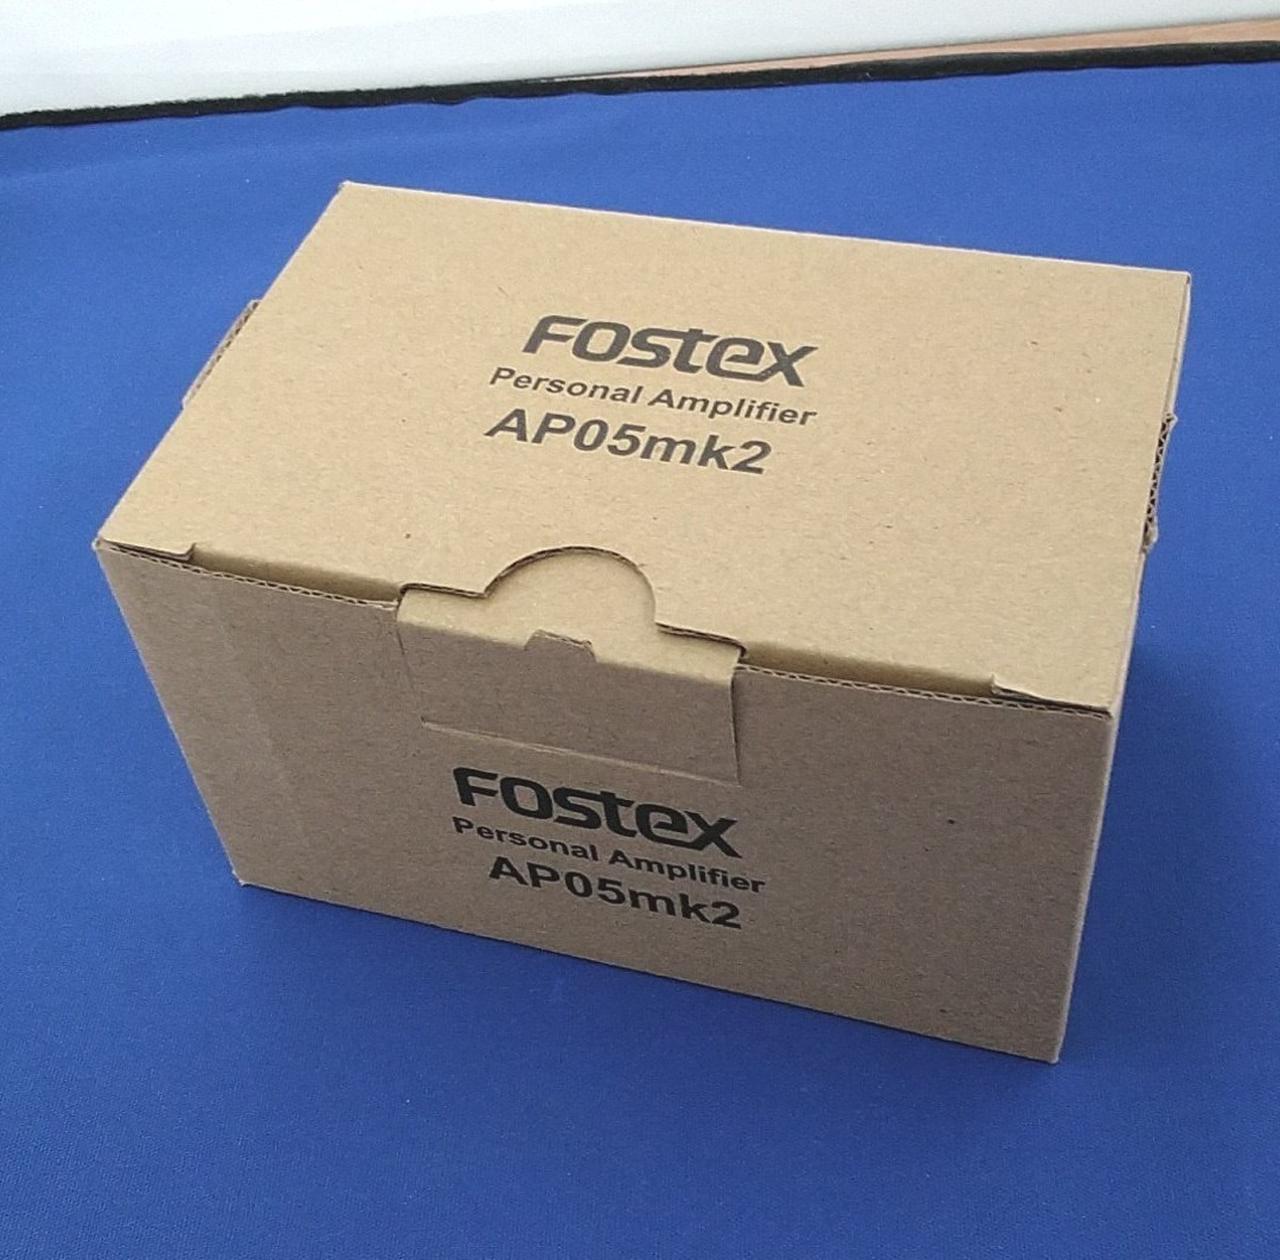 FOSTEX
Personal Amplifier
AP05mk2
FOSTEX
Personal Amplifier
AP05mk2